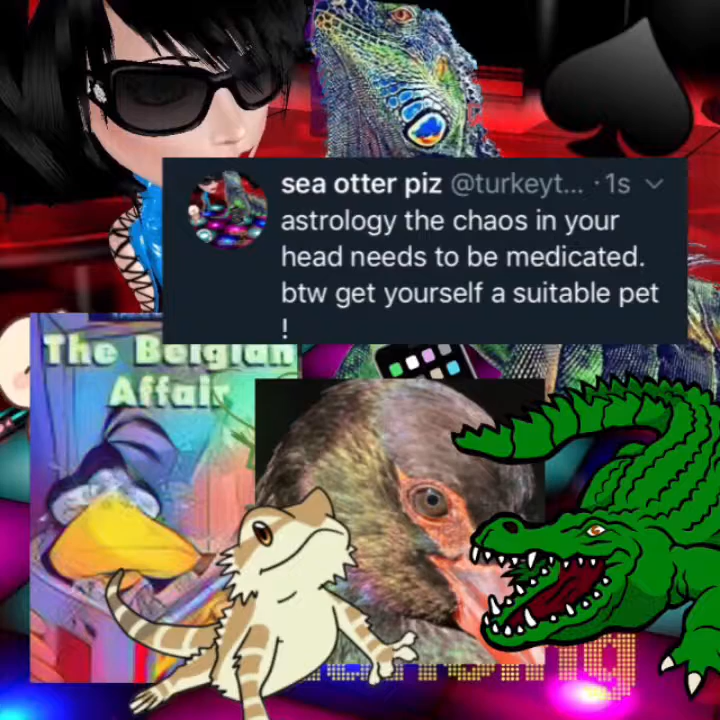 sea otter piz @turkeyt... · 1s
astrology the chaos in your
head needs to be medicated.
btw get yourself a suitable pet
!
The Belgian
Affair